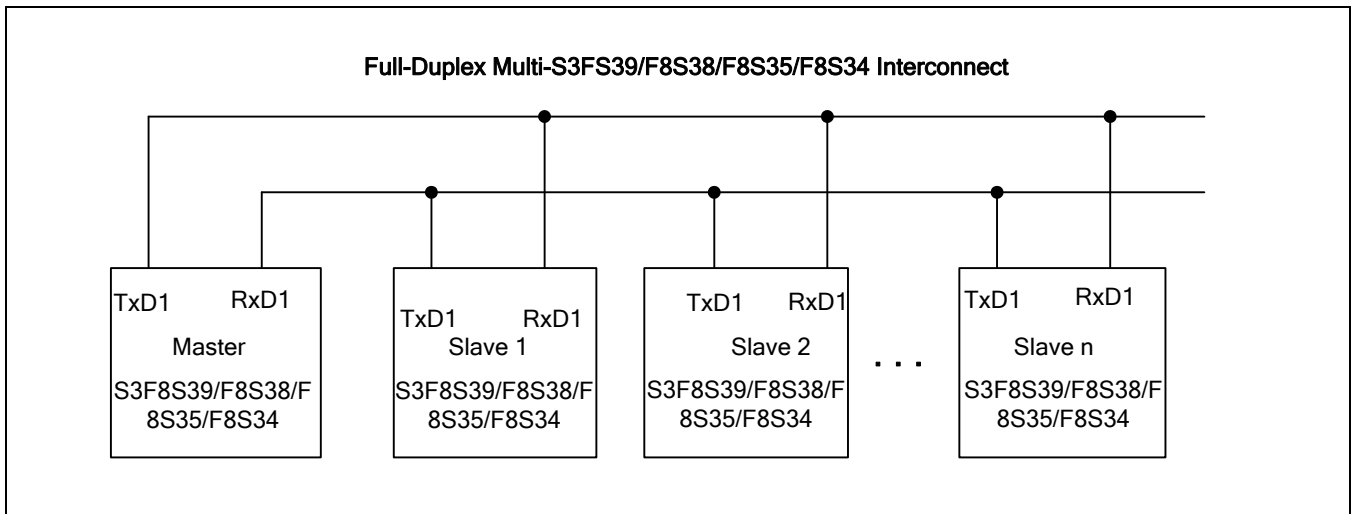 Full-Duplex Multi-S3FS39/F8S38/F8S35/F8S34 Interconnect
TxD1 RxD1
Master
S3F8S39/F8S38/F
8S35/F8S34
TxD1 RxD1
Slave 1
S3F8S39/F8S38/F
8S35/F8S34
TxD1 RxD1
Slave 2
S3F8S39/F8S38/F
8S35/F8S34
. . .
TxD1 RxD1
Slave n
S3F8S39/F8S38/F
8S35/F8S34